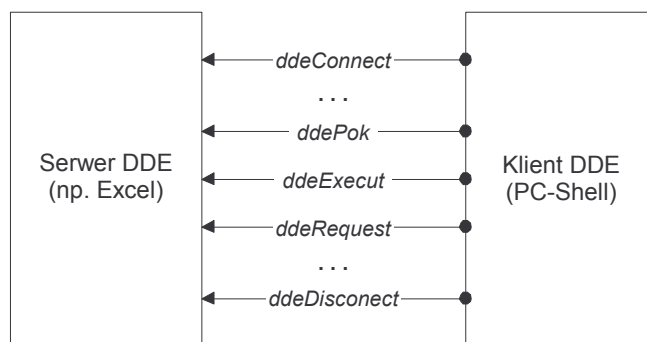 ddeConnect
. . .
ddePok
Serwer DDE
(np. Excel)
ddeExecut
Klient DDE
(PC-Shell)
ddeRequest
. . .
ddeDisconect